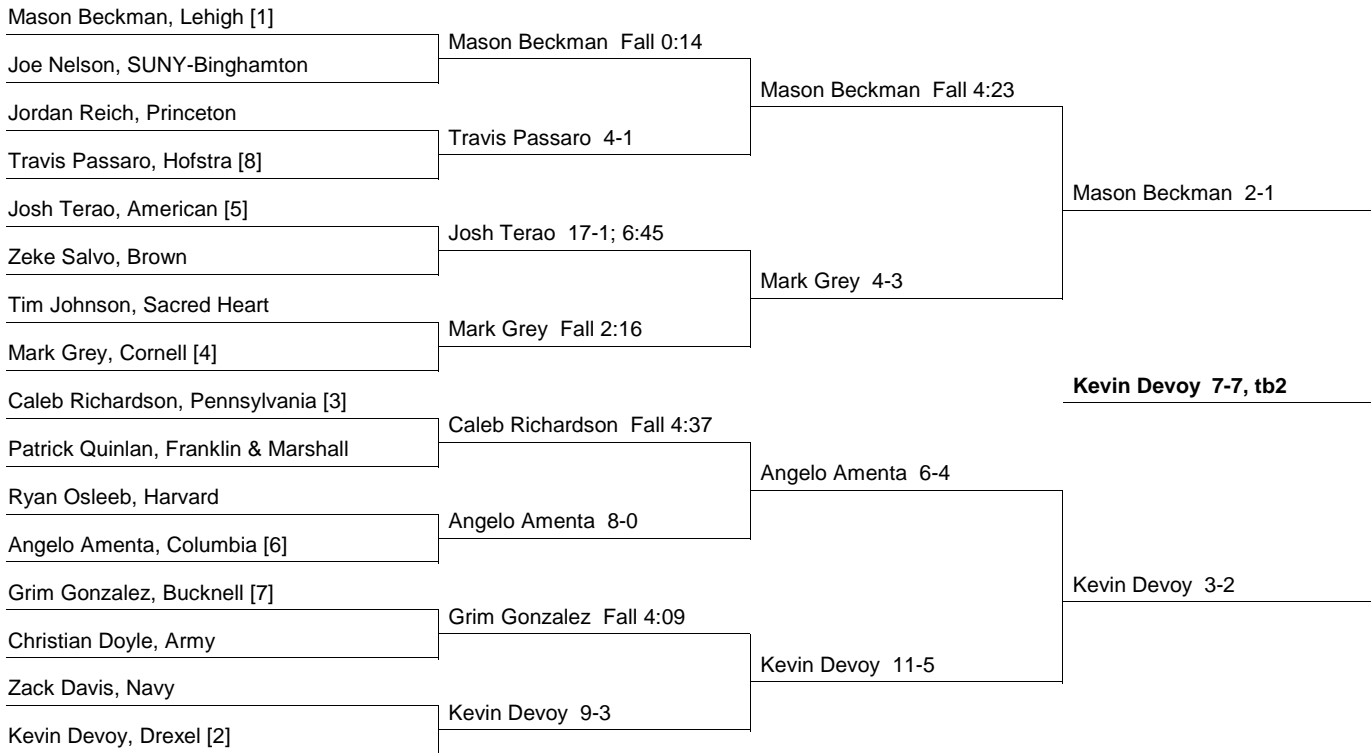 Mason Beckman, Lehigh [1]
Joe Nelson, SUNY-Binghamton
Jordan Reich, Princeton
Travis Passaro, Hofstra [8]
Josh Terao, American [5]
Zeke Salvo, Brown
Tim Johnson, Sacred Heart
Mark Grey, Cornell [4]
Caleb Richardson, Pennsylvania [3]
Patrick Quinlan, Franklin & Marshall
Ryan Osleeb, Harvard
Angelo Amenta, Columbia [6]
Grim Gonzalez, Bucknell [7]
Christian Doyle, Army
Zack Davis, Navy
Kevin Devoy, Drexel [2]
Mason Beckman Fall 0:14
Travis Passaro 4-1
Josh Terao 17-1; 6:45
Mark Grey Fall 2:16
Caleb Richardson Fall 4:37
Angelo Amenta 8-0
Grim Gonzalez Fall 4:09
Kevin Devoy 9-3
Mason Beckman Fall 4:23
Mark Grey 4-3
Angelo Amenta 6-4
Kevin Devoy 11-5
Mason Beckman 2-1
Kevin Devoy 7-7, tb2
Kevin Devoy 3-2